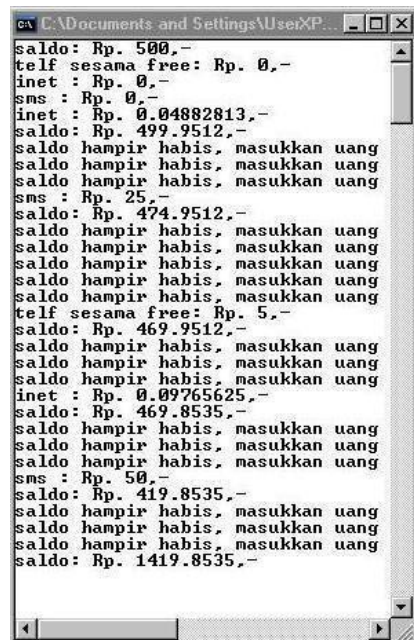 C:\Documents and Settings\UserXP...
saldo: Rp. 500,-
telf sesama free: Rp. 0,-
inet : Rp. 0,-
sms : Rp. 0,-
inet : Rp. 0.04882813,-
saldo: Rp. 499.9512,-
saldo hampir habis, masukkan uang
saldo hampir habis, masukkan uang
saldo hampir habis, masukkan uang
sms : Rp. 25,-
saldo: Rp. 474.9512,-
saldo hampir habis, masukkan uang
saldo hampir habis, masukkan uang
saldo hampir habis, masukkan uang
saldo hampir habis, masukkan uang
saldo hampir habis, masukkan uang
telf sesama free: Rp. 5,-
saldo: Rp. 469.9512,-
saldo hampir habis, masukkan uang
saldo hampir habis, masukkan uang
saldo hampir habis, masukkan uang
inet : Rp. 0.09765625,-
saldo: Rp. 469.8535,-
saldo hampir habis, masukkan uang
saldo hampir habis, masukkan uang
saldo hampir habis, masukkan uang
sms : Rp. 50,-
saldo: Rp. 419.8535,-
saldo hampir habis, masukkan uang
saldo hampir habis, masukkan uang
saldo hampir habis, masukkan uang
saldo: Rp. 1419.8535,-